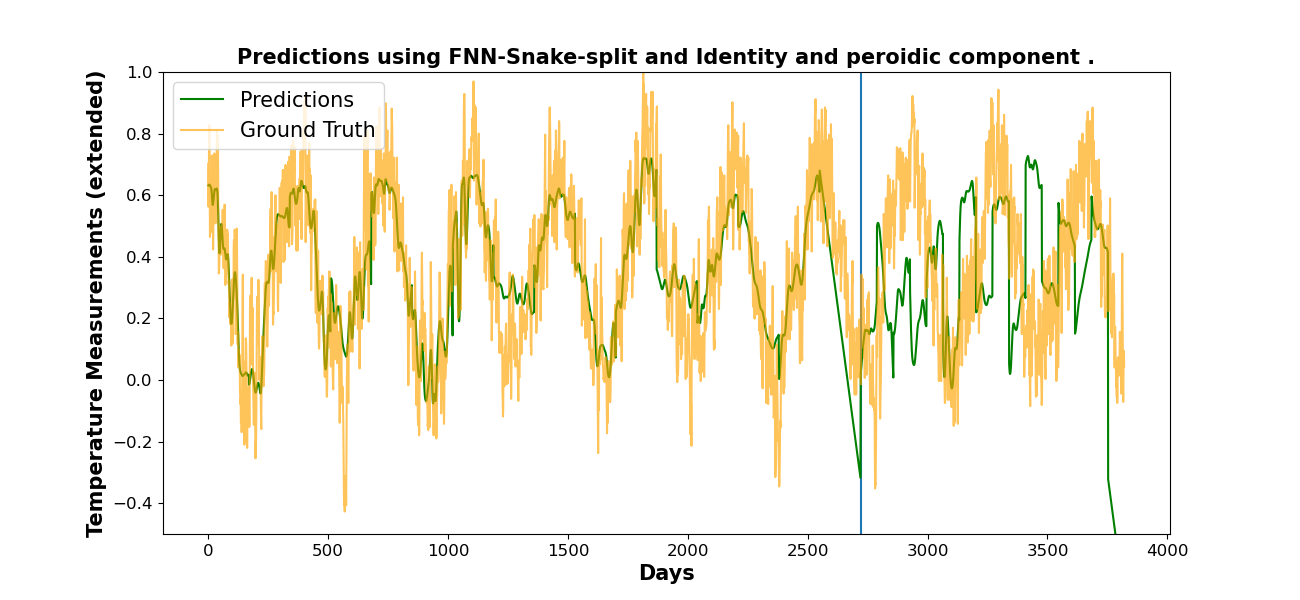 Predictions using FNN-Snake-split and Identity and peroidic component .
Temperature Measurements (extended)
1.0
0.8
0.6
0.4
0.2
0.0
−0.2
−0.4
Predictions
Ground Truth
0 500 1000 1500 2000 2500 3000 3500 4000
Days